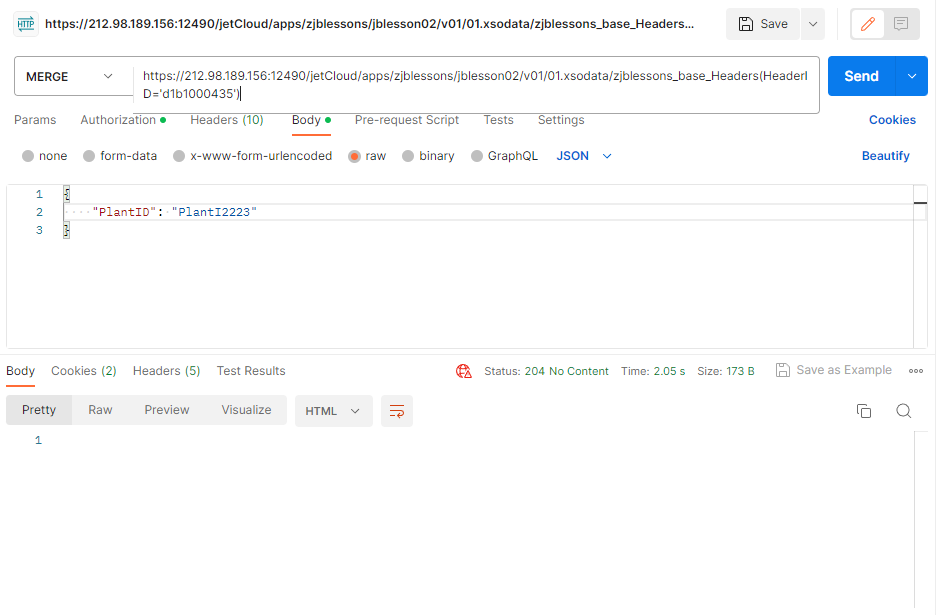 HTTP https://212.98.189.156:12490/jetCloud/apps/zjblessons/jblesson02/v01/01.xsodata/zjblessons_base_Headers... Save
MERGE
https://212.98.189.156:12490/jetCloud/apps/zjblessons/jblesson02/v01/01.xsodata/zjblessons_base_Headers(HeaderI
D='d1b1000435')
Send
Params Authorization Headers (10) Body Pre-request Script Tests Settings Cookies
none form-data x-www-form-urlencoded raw binary GraphQL JSON Beautify
1 {
2 "PlantID": "PlantI2223"
3 }
Body Cookies (2) Headers (5) Test Results Status: 204 No Content Time: 2.05 s Size: 173 B Save as Example
Pretty Raw Preview Visualize HTML
1